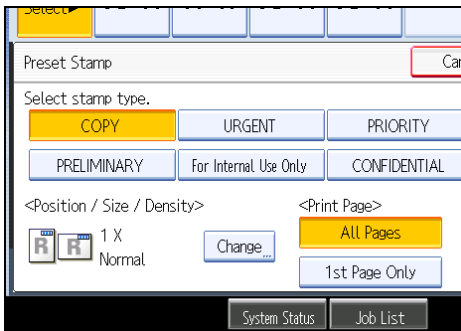 Select
Preset Stamp
Select stamp type.
COPY URGENT PRIORITY
PRELIMINARY For Internal Use Only CONFIDENTIAL
<Position / Size / Density> <Print Page>
R R 1 X
Normal
Change...
All Pages
1st Page Only
System Status Job List